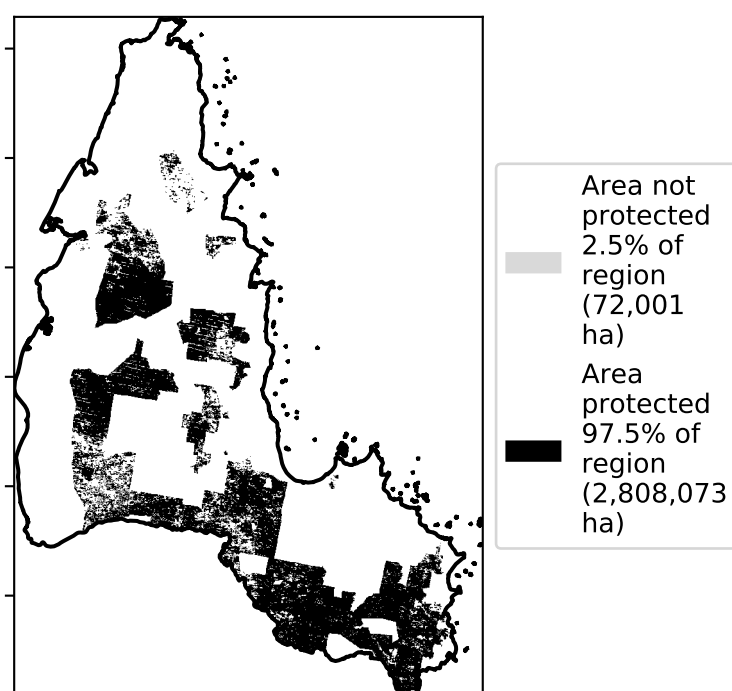 Area not
protected
2.5% of
region
(72,001
ha)
Area
protected
97.5% of
region
(2,808,073
ha)